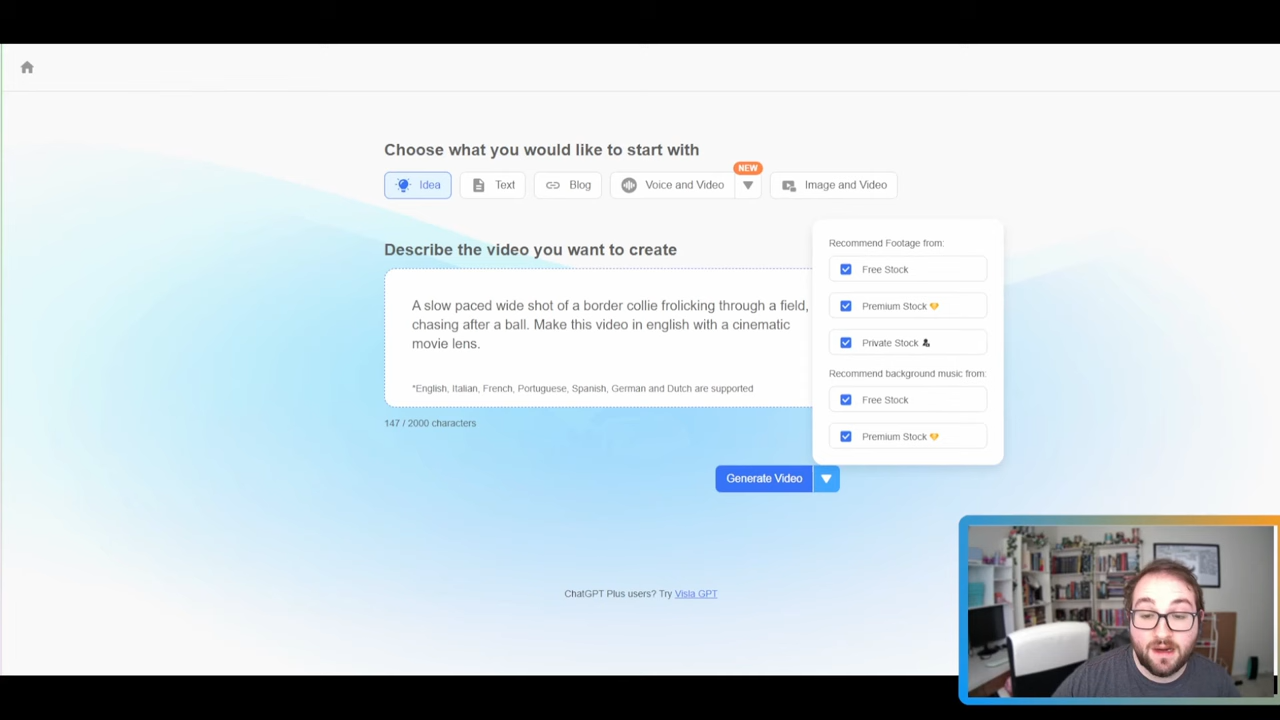 Choose what you would like to start with
NEW
Idea
Text
Blog
Voice and Video
Image and Video
Describe the video you want to create
A slow paced wide shot of a border collie frolicking through a field,
chasing after a ball. Make this video in english with a cinematic
movie lens.
*English, Italian, French, Portuguese, Spanish, German and Dutch are supported
147 / 2000 characters
Recommend Footage from:
Free Stock
Premium Stock
Private Stock
Recommend background music from:
Free Stock
Premium Stock
Generate Video
ChatGPT Plus users? Try Visla GPT